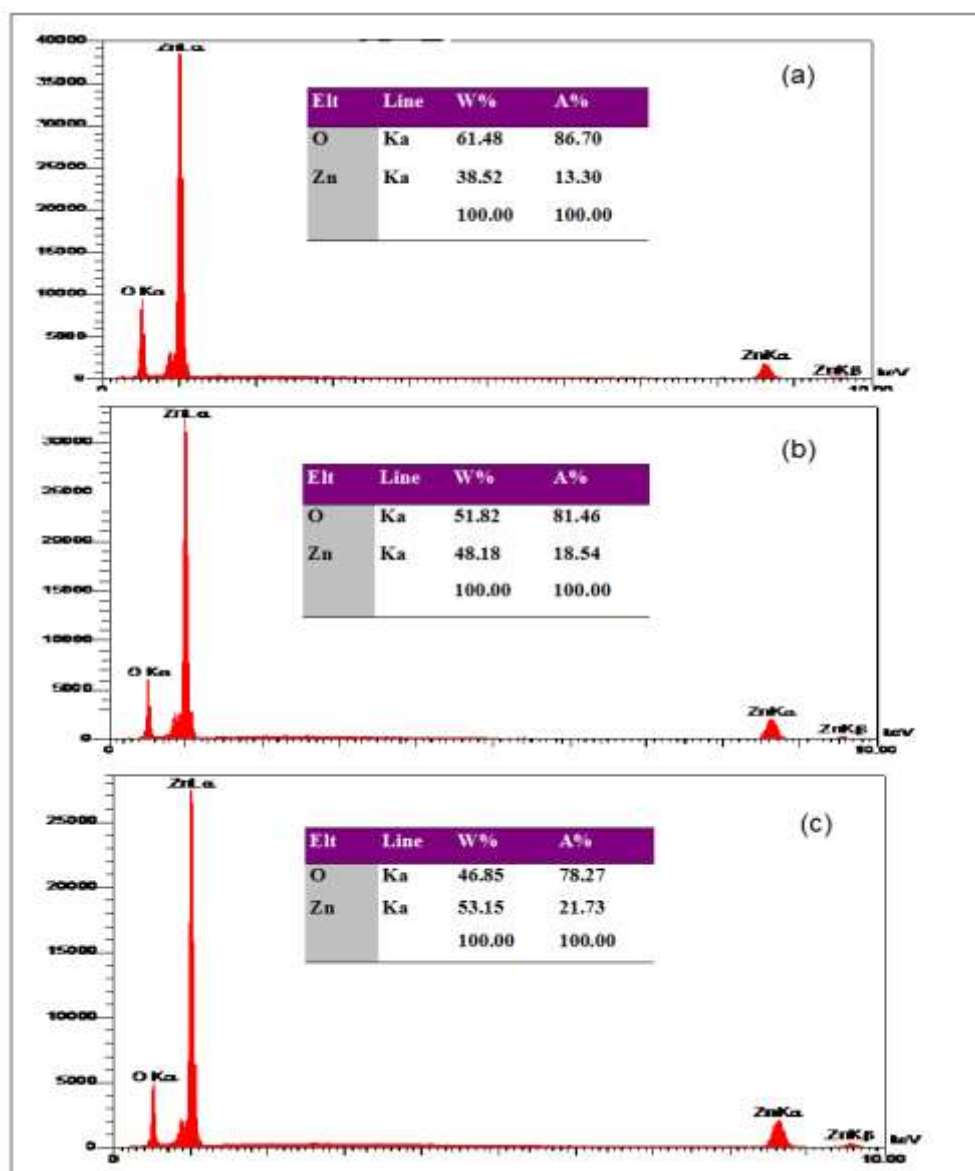 40000
ZnLα
(a)
35000
30000
25000
20000
15000
10000
5000
0
O Kα
Elt Line W% A%
O Ka 61.48 86.70
Zn Ka 38.52 13.30
100.00 100.00
ZnKα
ZnKβ
keV
0
10.00
ZnLα
(b)
30000
25000
20000
15000
10000
5000
0
O Kα
Elt Line W% A%
O Ka 51.82 81.46
Zn Ka 48.18 18.54
100.00 100.00
ZnKα
ZnKβ
keV
0
10.00
ZnLα
(c)
25000
20000
15000
10000
5000
0
O Kα
Elt Line W% A%
O Ka 46.85 78.27
Zn Ka 53.15 21.73
100.00 100.00
ZnKα
ZnKβ
keV
0
10.00